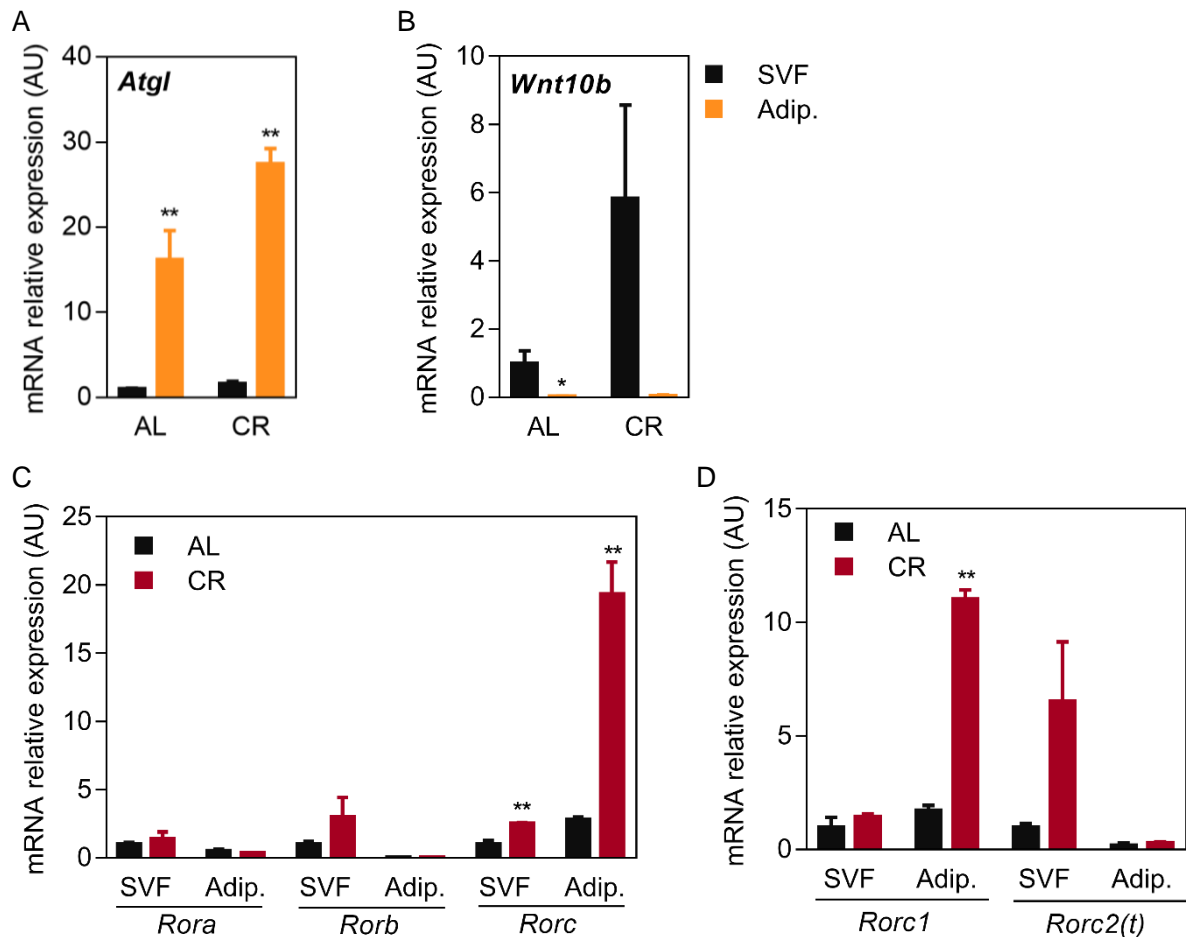 A
mRNA relative expression (AU)
40
30
20
10
0
Atgl
**
**
AL CR
B
mRNA relative expression (AU)
10
8
6
4
2
0
Wnt10b
*
AL CR
SVF
Adip.
C
mRNA relative expression (AU)
25
20
15
10
5
0
AL
CR
**
**
SVF Adip. SVF Adip. SVF Adip.
Rora Rorb Rorc
D
mRNA relative expression (AU)
15
10
5
0
AL
CR
**
SVF Adip. SVF Adip.
Rorc1 Rorc2(t)